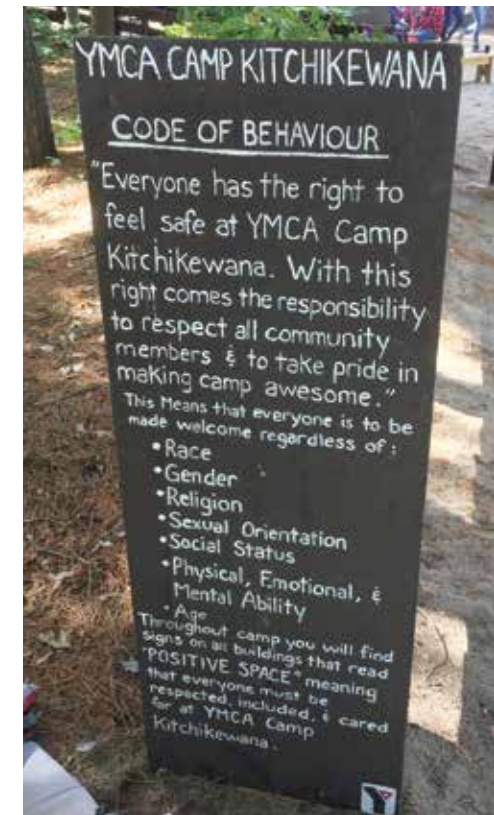 YMCA CAMP KITCHIKEWANA
CODE OF BEHAVIOUR
"Everyone has the right to
feel safe at YMCA Camp
Kitchikewana. With this
right comes the responsibility
to respect all community
members & to take pride in
making camp awesome."
This Means that everyone is to be
made welcome regardless of:
• Race
• Gender
• Religion
• Sexual Orientation
• Social Status
• Physical, Emotional, &
Mental Ability
• Age
Throughout camp you will find
signs on all buildings that read
"POSITIVE SPACE" meaning
that everyone must be
respected, included, & cared
for at YMCA Camp
Kitchikewana.